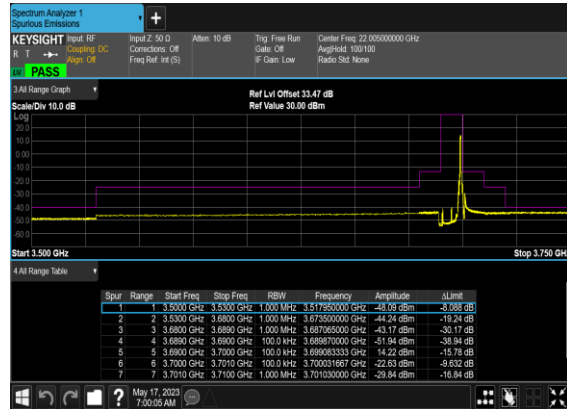 Spectrum Analyzer 1
Spurious Emissions
KEYSIGHT Input: RF Input Z: 50 Ω Atten: 10 dB Trig: Free Run Center Freq: 22.005000000 GHz
R T Coupling: DC Corrections: Off Gate: Off Avg|Hold: 100/100
Align: Off Freq Ref: Int (S) IF Gain: Low Radio Std: None
PASS
3 All Range Graph
Ref Lvl Offset 33.47 dB
Scale/Div 10.0 dB Ref Value 30.00 dBm
Log
20.0
10.0
0.00
-10.0
-20.0
-30.0
-40.0
-50.0
-60.0
Start 3.500 GHz Stop 3.750 GHz
4 All Range Table
Spur Range Start Freq Stop Freq RBW Frequency Amplitude ΔLimit
1 1 3.5000 GHz 3.5300 GHz 1.000 MHz 3.517950000 GHz -48.09 dBm -8.088 dB
2 2 3.5300 GHz 3.6800 GHz 1.000 MHz 3.673500000 GHz -44.24 dBm -19.24 dB
3 3 3.6800 GHz 3.6890 GHz 1.000 MHz 3.687065000 GHz -43.17 dBm -30.17 dB
4 4 3.6890 GHz 3.6900 GHz 100.0 kHz 3.689870000 GHz -51.94 dBm -38.94 dB
5 5 3.6900 GHz 3.7000 GHz 100.0 kHz 3.699083333 GHz 14.22 dBm -15.78 dB
6 6 3.7000 GHz 3.7010 GHz 100.0 kHz 3.700031667 GHz -22.63 dBm -9.632 dB
7 7 3.7010 GHz 3.7100 GHz 1.000 MHz 3.701030000 GHz -29.84 dBm -16.84 dB
May 17, 2023
7:00:05 AM